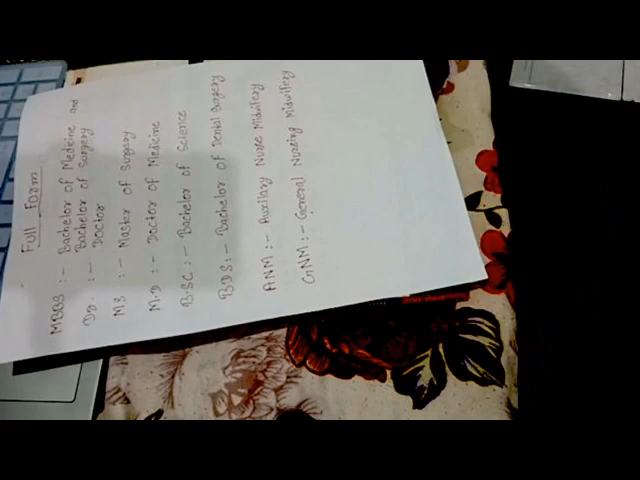 Full Form
MBBS :- Bachelor of Medicine and
Bachelor of Surgery
DR. :- Doctor
MS :- Master of Surgery
M.D :- Doctor of Medicine
B.SC :- Bachelor of Science
BDS :- Bachelor of Dental Surgery
ANM :- Auxilary Nurse Midwifery
GNM :- General Nursing Midwifery